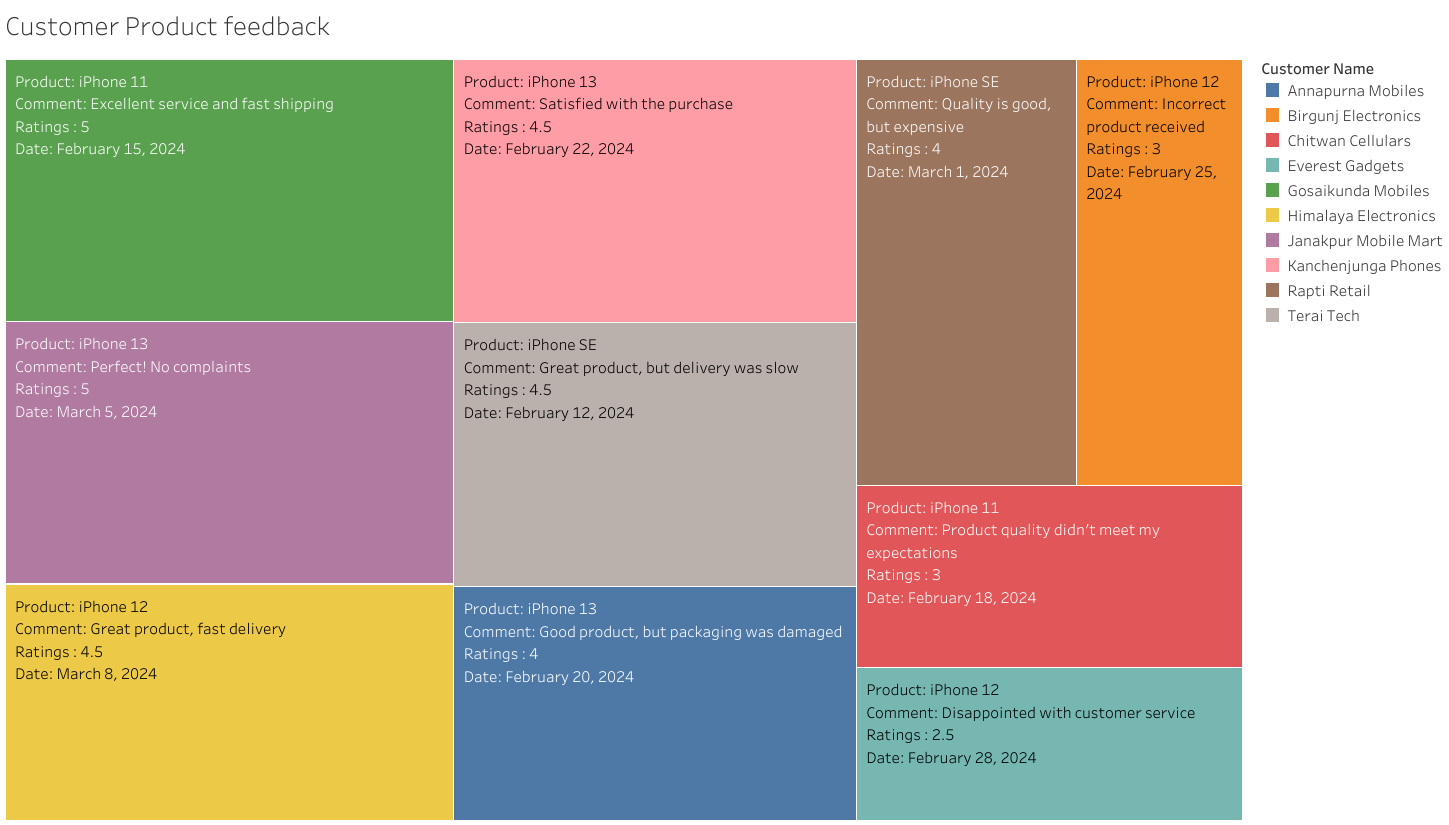 Customer Product feedback
Product: iPhone 11
Comment: Excellent service and fast shipping
Ratings : 5
Date: February 15, 2024
Product: iPhone 13
Comment: Perfect! No complaints
Ratings : 5
Date: March 5, 2024
Product: iPhone 12
Comment: Great product, fast delivery
Ratings : 4.5
Date: March 8, 2024
Product: iPhone 13
Comment: Satisfied with the purchase
Ratings : 4.5
Date: February 22, 2024
Product: iPhone SE
Comment: Great product, but delivery was slow
Ratings : 4.5
Date: February 12, 2024
Product: iPhone 13
Comment: Good product, but packaging was damaged
Ratings : 4
Date: February 20, 2024
Product: iPhone SE
Comment: Quality is good,
but expensive
Ratings : 4
Date: March 1, 2024
Product: iPhone 12
Comment: Incorrect
product received
Ratings : 3
Date: February 25,
2024
Product: iPhone 11
Comment: Product quality didn’t meet my
expectations
Ratings : 3
Date: February 18, 2024
Product: iPhone 12
Comment: Disappointed with customer service
Ratings : 2.5
Date: February 28, 2024
Customer Name
Annapurna Mobiles
Birgunj Electronics
Chitwan Cellulars
Everest Gadgets
Gosaikunda Mobiles
Himalaya Electronics
Janakpur Mobile Mart
Kanchenjunga Phones
Rapti Retail
Terai Tech